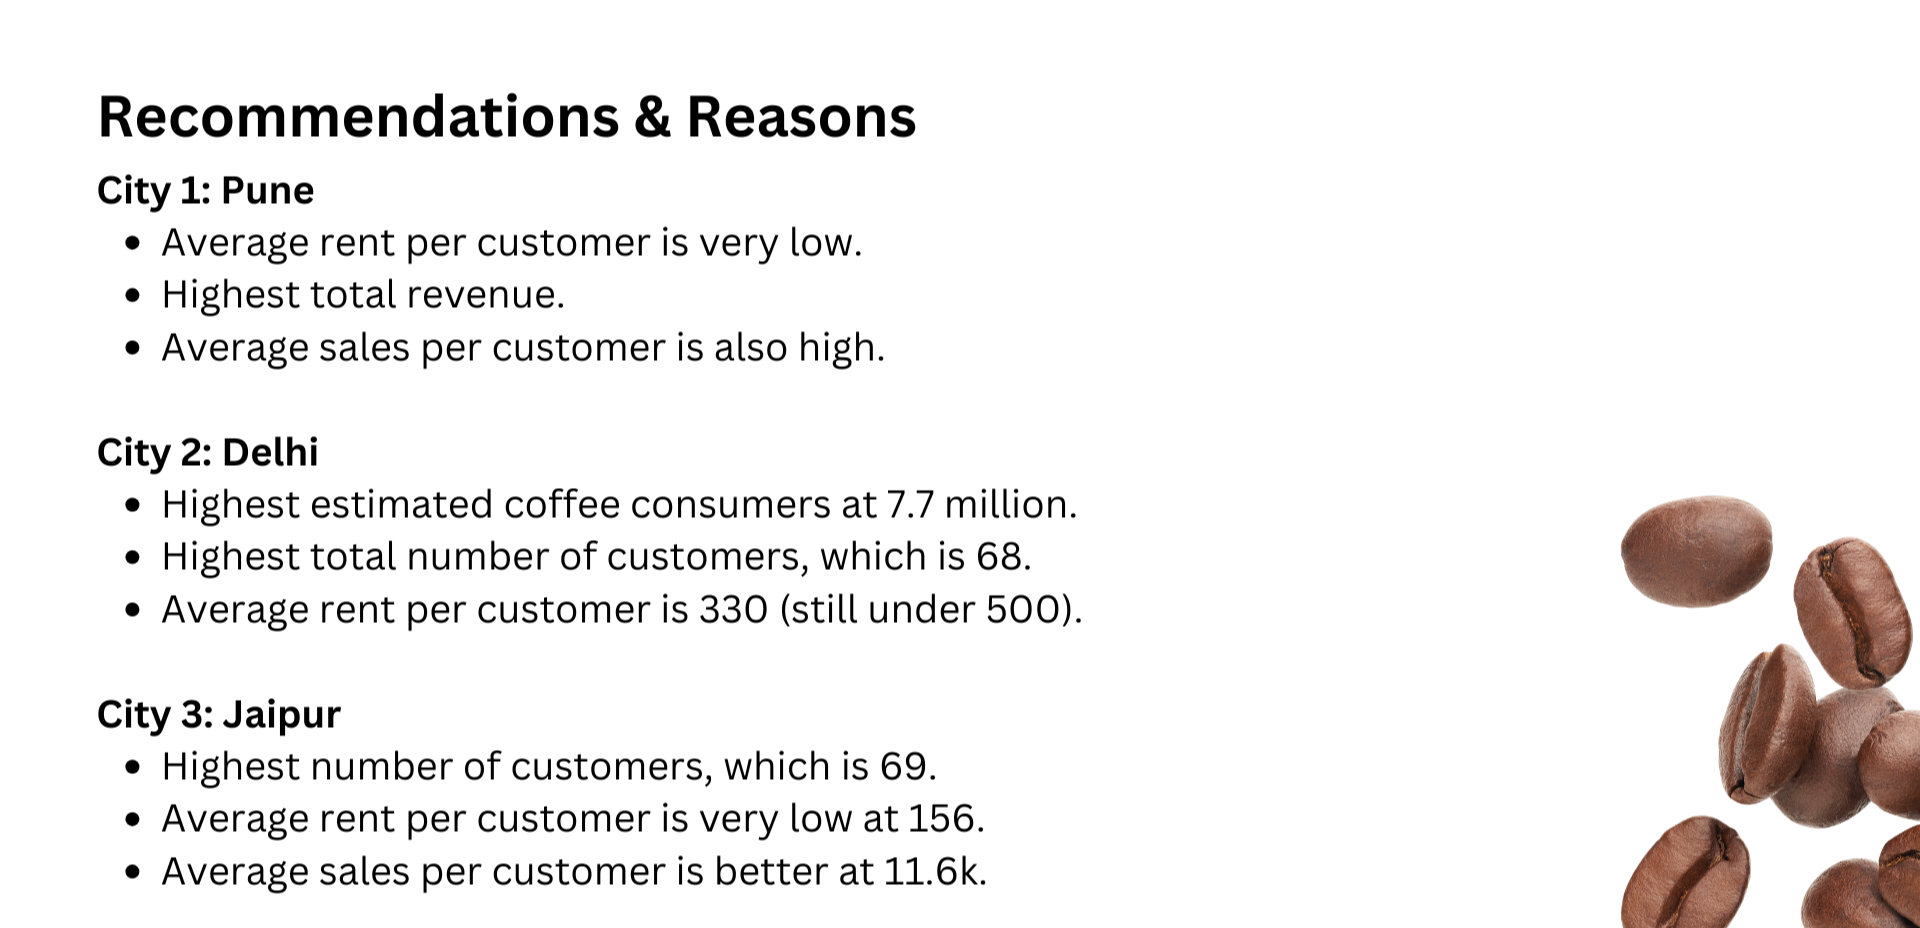 Recommendations & Reasons
City 1: Pune
• Average rent per customer is very low.
• Highest total revenue.
• Average sales per customer is also high.
City 2: Delhi
• Highest estimated coffee consumers at 7.7 million.
• Highest total number of customers, which is 68.
• Average rent per customer is 330 (still under 500).
City 3: Jaipur
• Highest number of customers, which is 69.
• Average rent per customer is very low at 156.
• Average sales per customer is better at 11.6k.